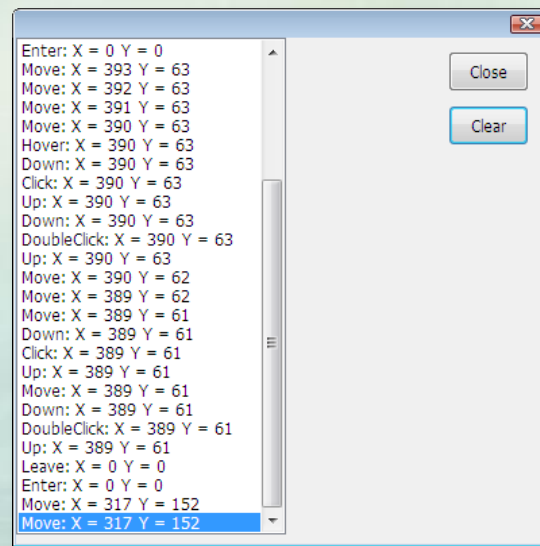 Enter: X = 0 Y = 0
Move: X = 393 Y = 63
Move: X = 392 Y = 63
Move: X = 391 Y = 63
Move: X = 390 Y = 63
Hover: X = 390 Y = 63
Down: X = 390 Y = 63
Click: X = 390 Y = 63
Up: X = 390 Y = 63
Down: X = 390 Y = 63
DoubleClick: X = 390 Y = 63
Up: X = 390 Y = 63
Move: X = 390 Y = 62
Move: X = 389 Y = 62
Move: X = 389 Y = 61
Down: X = 389 Y = 61
Click: X = 389 Y = 61
Up: X = 389 Y = 61
Move: X = 389 Y = 61
Down: X = 389 Y = 61
DoubleClick: X = 389 Y = 61
Up: X = 389 Y = 61
Leave: X = 0 Y = 0
Enter: X = 0 Y = 0
Move: X = 317 Y = 152
Move: X = 317 Y = 152
Close
Clear